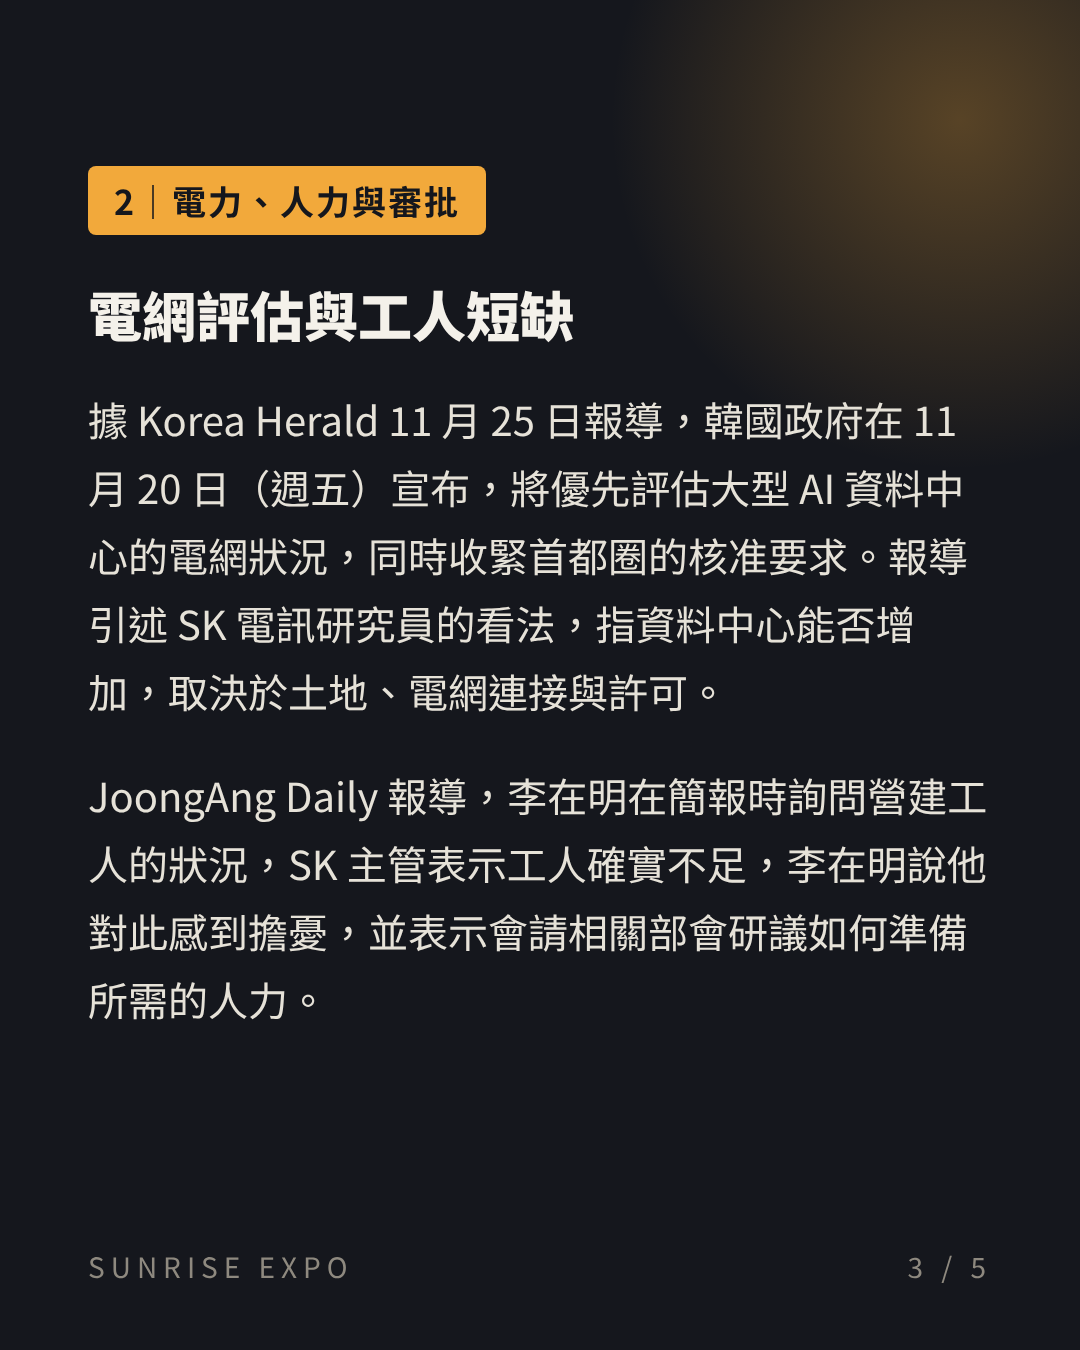 2｜電力、人力與審批
電網評估與工人短缺
據 Korea Herald 11 月 25 日報導，韓國政府在 11
月 20 日（週五）宣布，將優先評估大型 AI 資料中
心的電網狀況，同時收緊首都圈的核准要求。報導
引述 SK 電訊研究員的看法，指資料中心能否增
加，取決於土地、電網連接與許可。
JoongAng Daily 報導，李在明在簡報時詢問營建工
人的狀況，SK 主管表示工人確實不足，李在明說他
對此感到擔憂，並表示會請相關部會研議如何準備
所需的人力。
SUNRISE EXPO
3 / 5